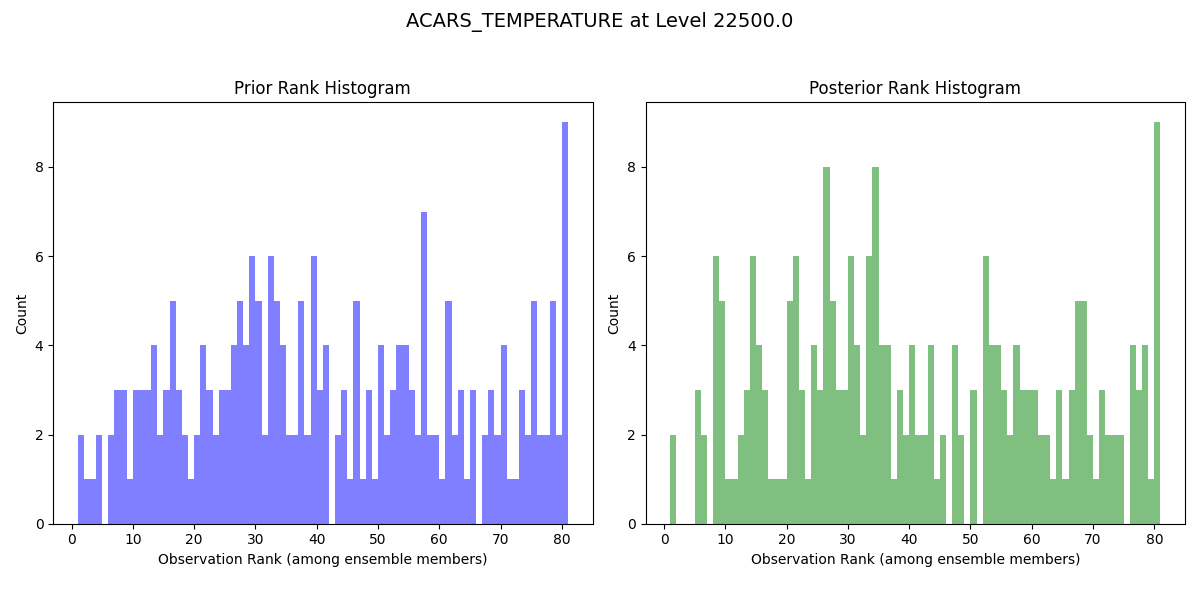 ACARS_TEMPERATURE at Level 22500.0
Prior Rank Histogram
Count
8
6
4
2
0
0 10 20 30 40 50 60 70 80
Observation Rank (among ensemble members)
Posterior Rank Histogram
Count
8
6
4
2
0
0 10 20 30 40 50 60 70 80
Observation Rank (among ensemble members)